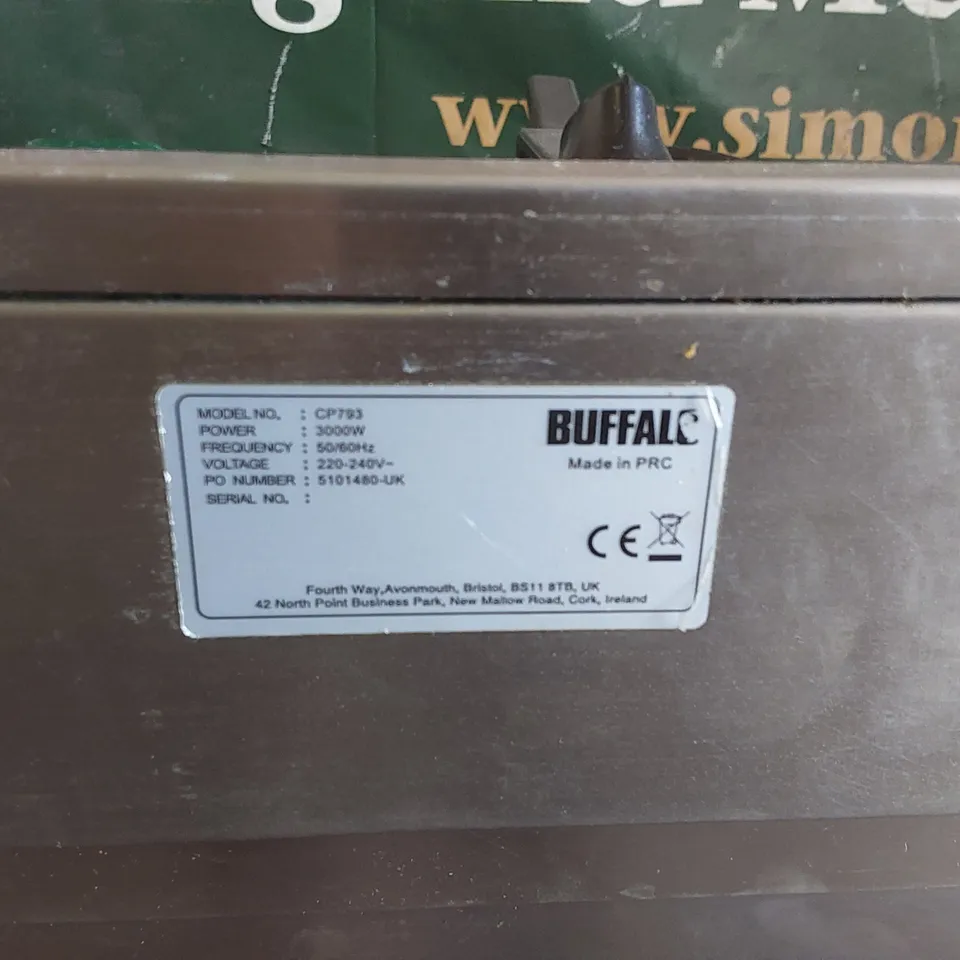 www.simon
MODEL NO. : CP793
POWER : 3000W
FREQUENCY : 50/60Hz
VOLTAGE : 220-240V~
PO NUMBER : 5101480-UK
SERIAL NO. :
BUFFALO
Made in PRC
CE
Fourth Way,Avonmouth, Bristol, BS11 8TB, UK
42 North Point Business Park, New Mallow Road, Cork, Ireland